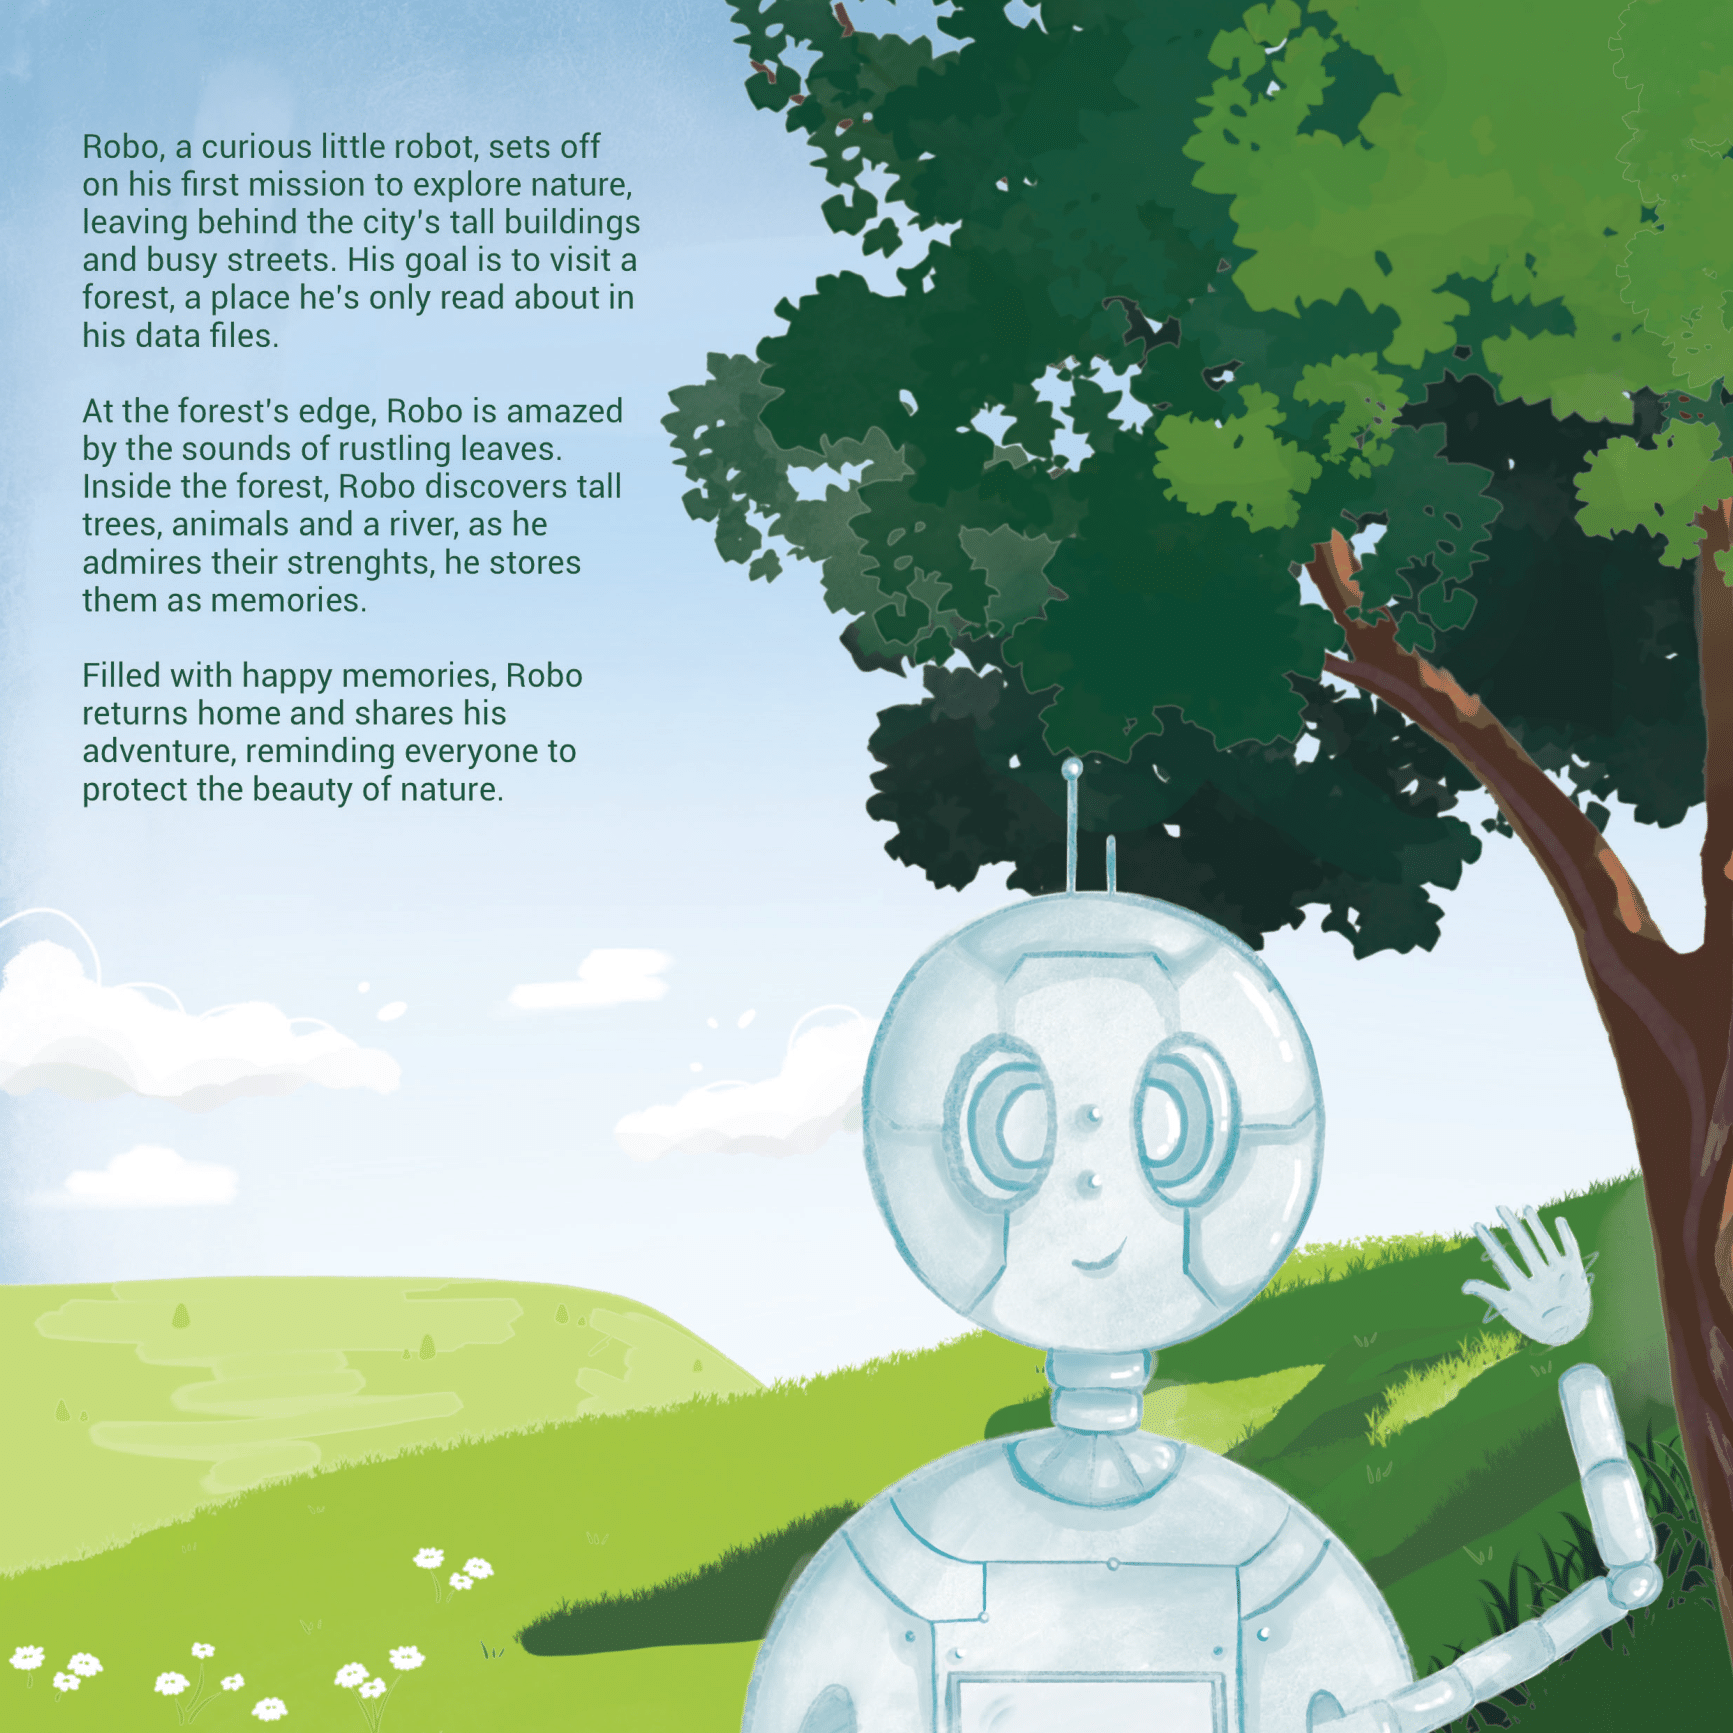 Robo, a curious little robot, sets off
on his first mission to explore nature,
leaving behind the city's tall buildings
and busy streets. His goal is to visit a
forest, a place he's only read about in
his data files.
At the forest's edge, Robo is amazed
by the sounds of rustling leaves.
Inside the forest, Robo discovers tall
trees, animals and a river, as he
admires their strenghts, he stores
them as memories.
Filled with happy memories, Robo
returns home and shares his
adventure, reminding everyone to
protect the beauty of nature.